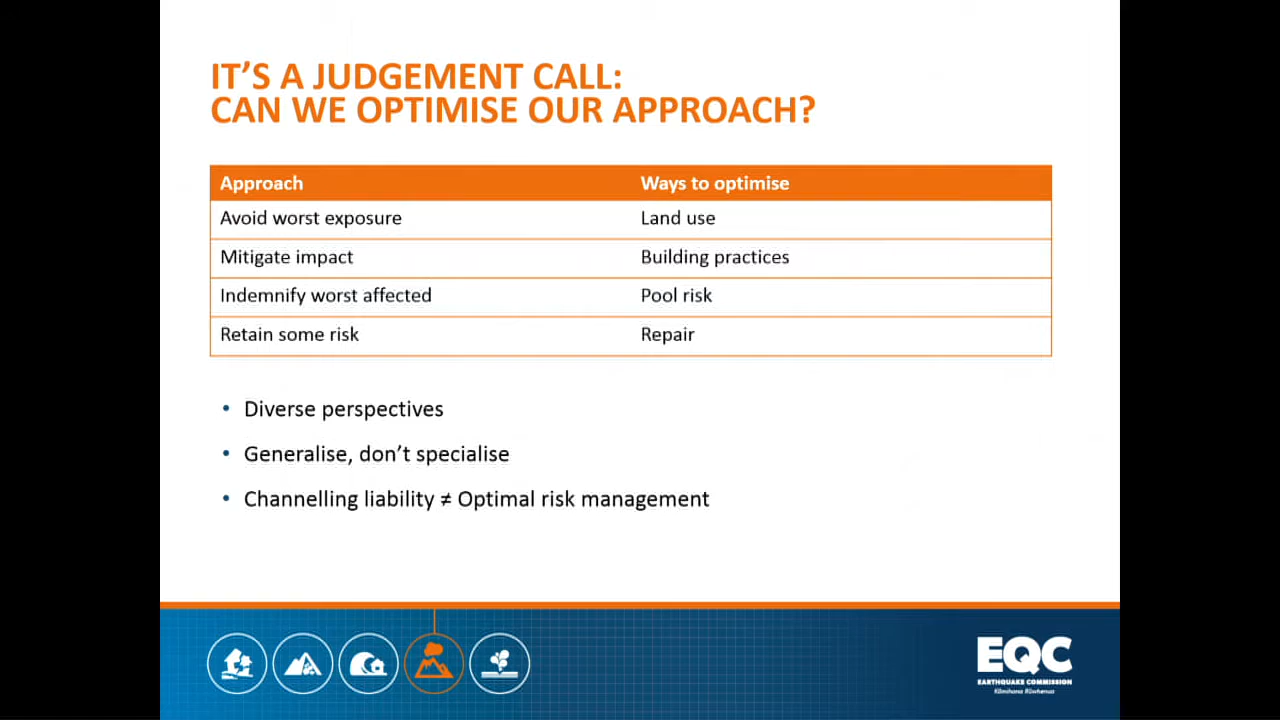 IT'S A JUDGEMENT CALL:
CAN WE OPTIMISE OUR APPROACH?
Approach Ways to optimise
Avoid worst exposure Land use
Mitigate impact Building practices
Indemnify worst affected Pool risk
Retain some risk Repair
• Diverse perspectives
• Generalise, don't specialise
• Channelling liability ≠ Optimal risk management
EQC
EARTHQUAKE COMMISSION